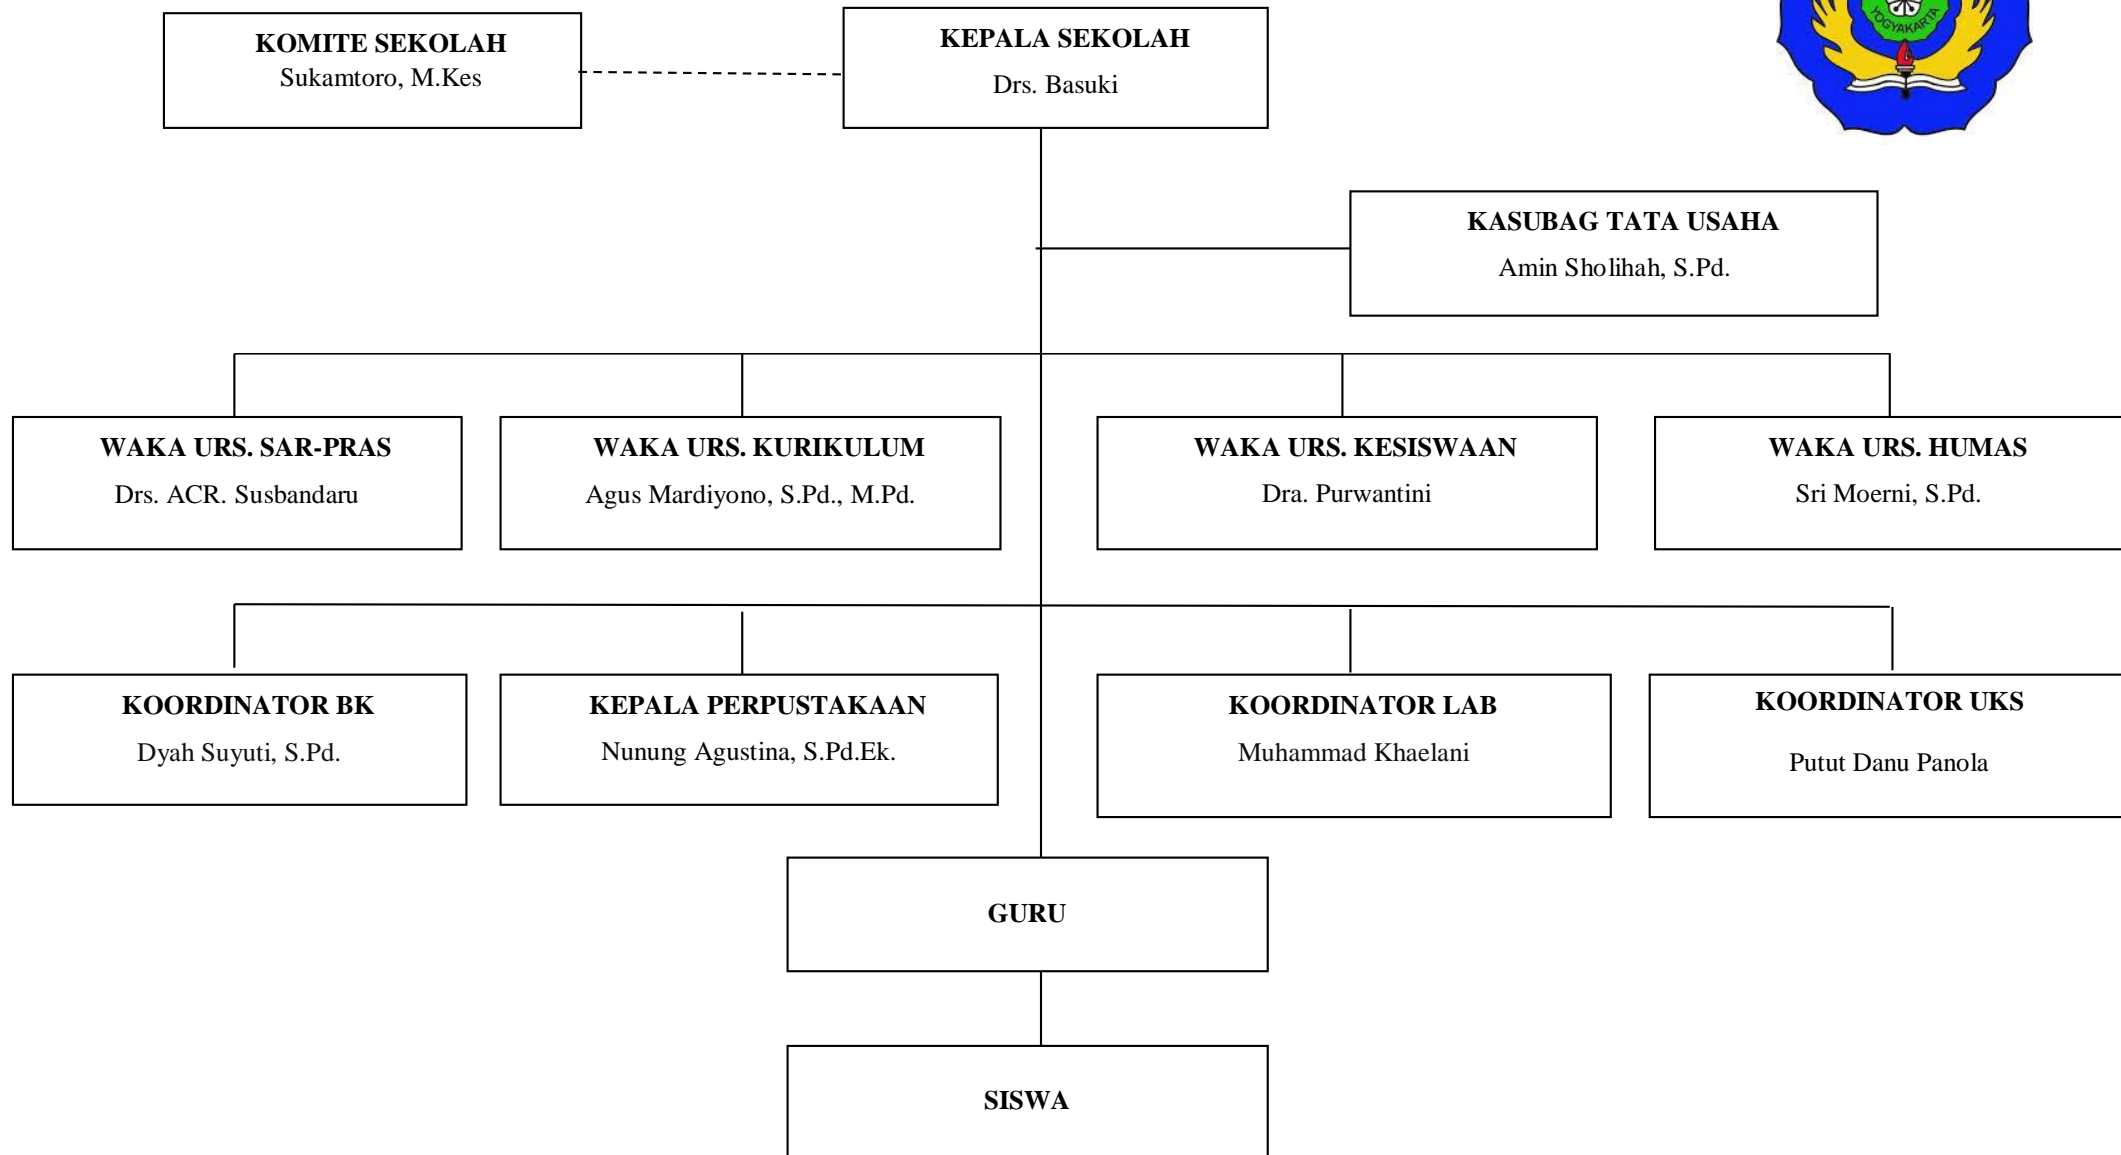 KOMITE SEKOLAH
Sukamtoro, M.Kes
KEPALA SEKOLAH
Drs. Basuki
YOGYAKARTA
KASUBAG TATA USAHA
Amin Sholihah, S.Pd.
WAKA URS. SAR-PRAS
Drs. ACR. Susbandaru
WAKA URS. KURIKULUM
Agus Mardiyono, S.Pd., M.Pd.
WAKA URS. KESISWAAN
Dra. Purwantini
WAKA URS. HUMAS
Sri Moerni, S.Pd.
KOORDINATOR BK
Dyah Suyuti, S.Pd.
KEPALA PERPUSTAKAAN
Nunung Agustina, S.Pd.Ek.
KOORDINATOR LAB
Muhammad Khaelani
KOORDINATOR UKS
Putut Danu Panola
GURU
SISWA